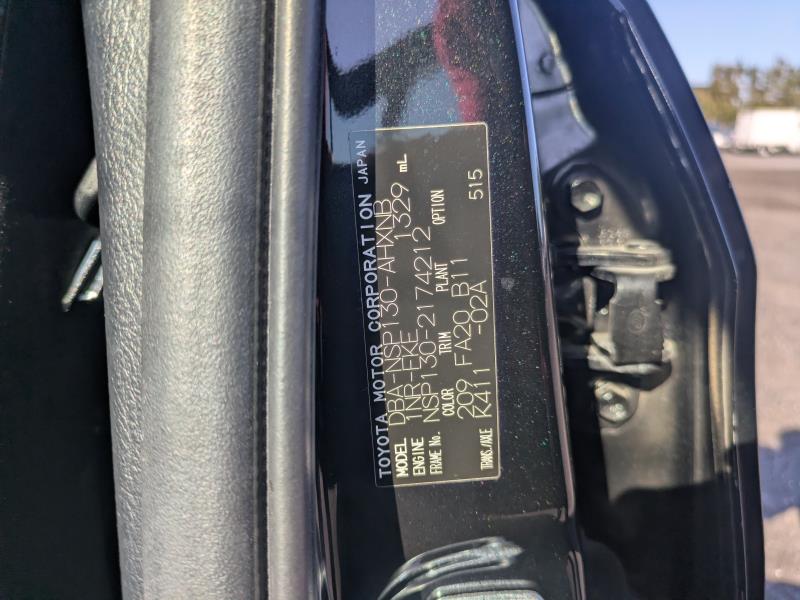 TOYOTA MOTOR CORPORATION JAPAN
MODEL DBA-NSP130-AHXNB
ENGINE 1NR-FKE 1329 mL
FRAME No. NSP130-2174212
COLOR TRIM PLANT OPTION
209 FA20 B11 515
TRANS/AXLE K411 -02A